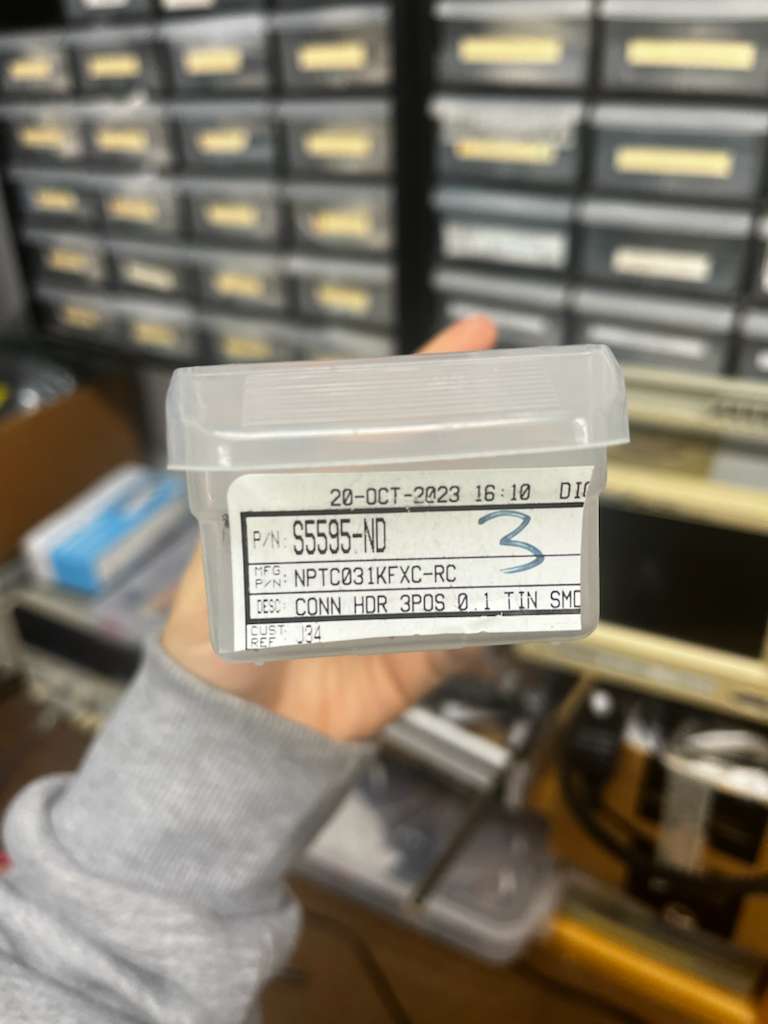 20-OCT-2023 16:10 DIG
P/N: S5595-ND 3
MFG P/N: NPTC031KFXC-RC
DESC: CONN HDR 3POS 0.1 TIN SMD
CUST REF: J34